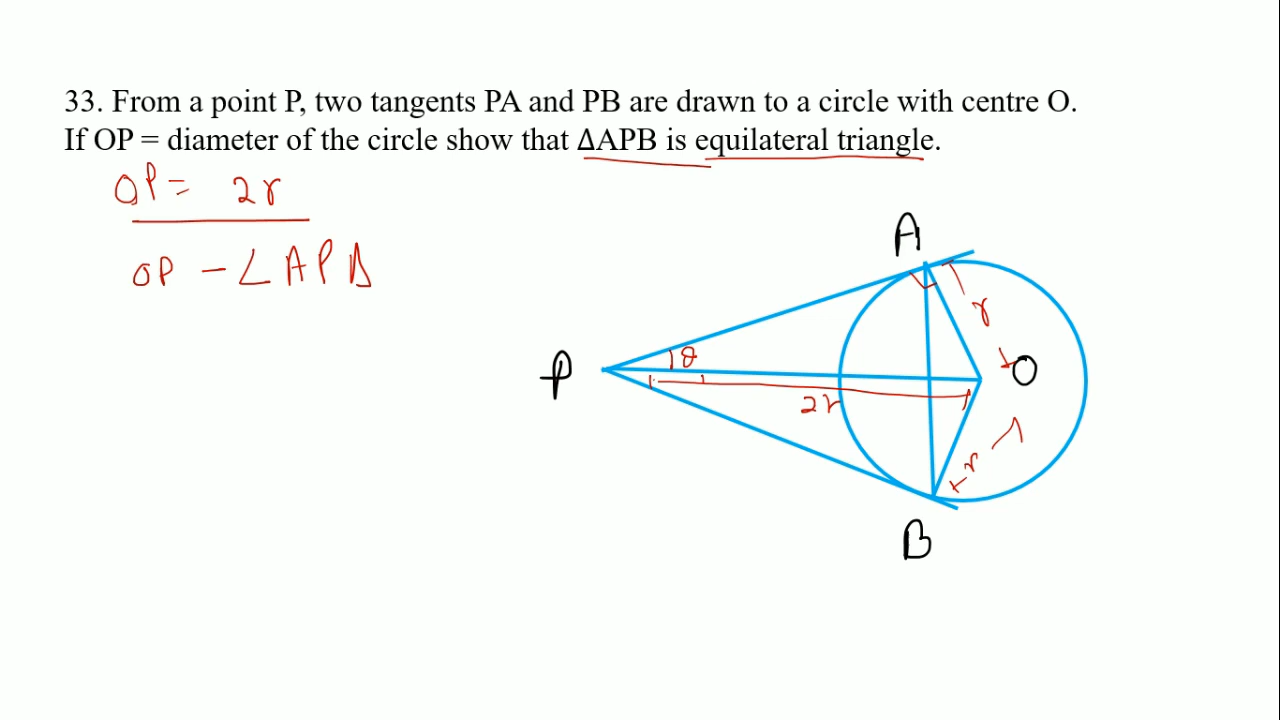 33. From a point P, two tangents PA and PB are drawn to a circle with centre O.
If OP = diameter of the circle show that ΔAPB is equilateral triangle.
OP = 2r
OP - ∠APB
A
r
θ
P
O
2r
r
B